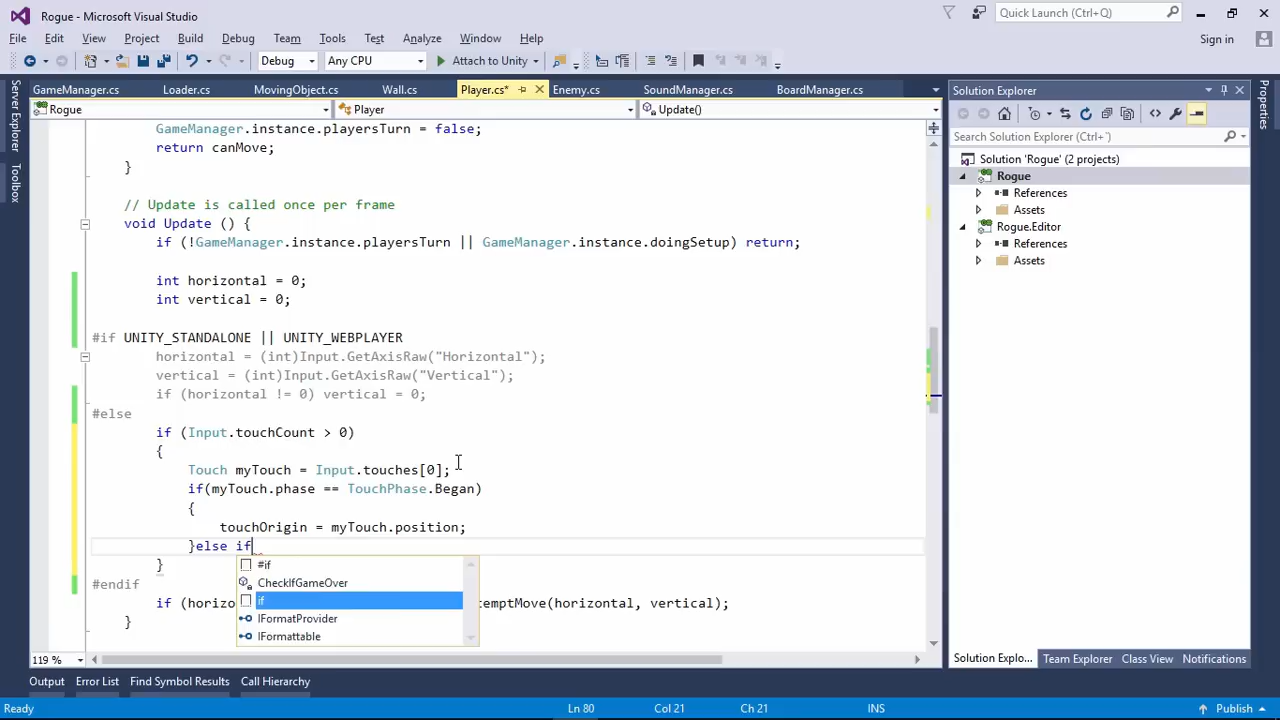 Rogue - Microsoft Visual Studio
Quick Launch (Ctrl+Q)
File Edit View Project Build Debug Team Tools Test Analyze Window Help
Sign in
Debug Any CPU Attach to Unity
GameManager.cs Loader.cs MovingObject.cs Wall.cs Player.cs* Enemy.cs SoundManager.cs BoardManager.cs
Rogue Player Update()
Server Explorer
Toolbox
GameManager.instance.playersTurn = false;
return canMove;
}
// Update is called once per frame
void Update () {
if (!GameManager.instance.playersTurn || GameManager.instance.doingSetup) return;
int horizontal = 0;
int vertical = 0;
#if UNITY_STANDALONE || UNITY_WEBPLAYER
horizontal = (int)Input.GetAxisRaw("Horizontal");
vertical = (int)Input.GetAxisRaw("Vertical");
if (horizontal != 0) vertical = 0;
#else
if (Input.touchCount > 0)
{
Touch myTouch = Input.touches[0];
if(myTouch.phase == TouchPhase.Began)
{
touchOrigin = myTouch.position;
}else if
}
#endif
if (horizo
temptMove(horizontal, vertical);
}
#if
CheckIfGameOver
if
IFormatProvider
IFormattable
119 %
Solution Explorer
Search Solution Explorer (Ctrl+¨)
Solution 'Rogue' (2 projects)
Rogue
References
Assets
Rogue.Editor
References
Assets
Solution Explo... Team Explorer Class View Notifications
Properties
Output Error List Find Symbol Results Call Hierarchy
Ready Ln 80 Col 21 Ch 21 INS Publish